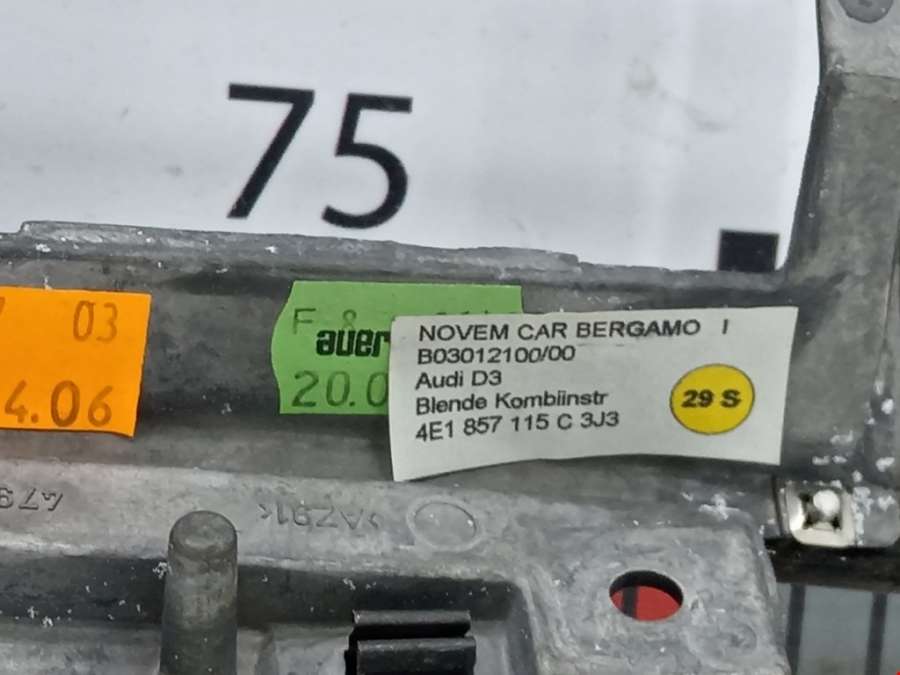 75
03
4.06
auer
20.0
NOVEM CAR BERGAMO I
B03012100/00
Audi D3
Blende Kombiinstr
4E1 857 115 C 3J3
29 S
>AZ91<